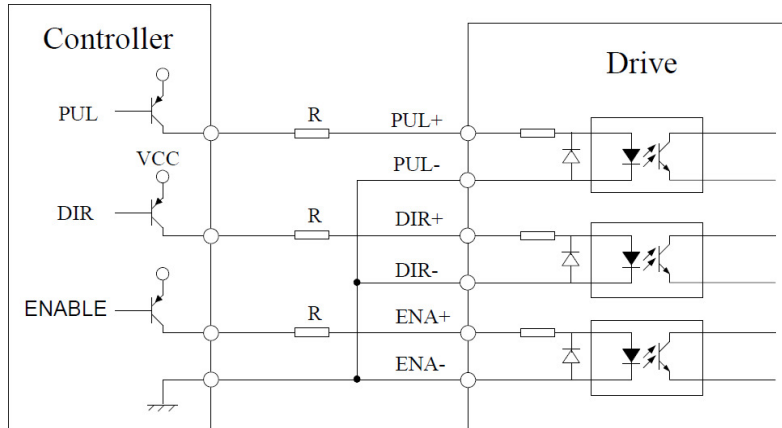 Controller
Drive
PUL
R
PUL+
VCC
PUL-
DIR
R
DIR+
DIR-
ENABLE
R
ENA+
ENA-